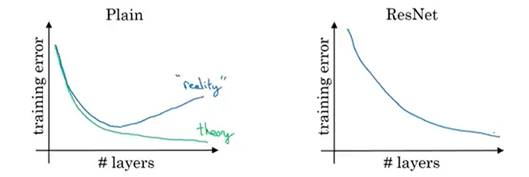 Plain
training error
"reality"
theory
# layers
ResNet
training error
# layers